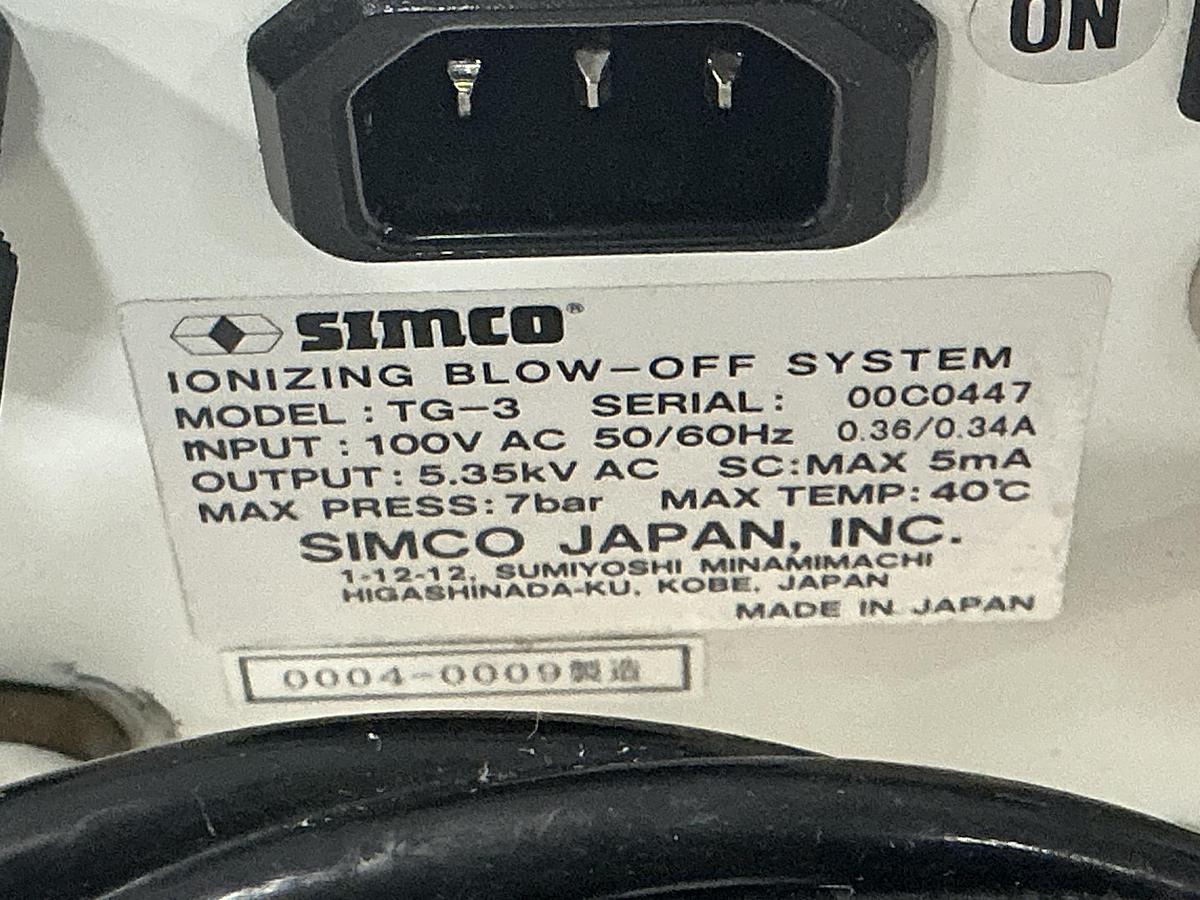 ON
SIMCO®
IONIZING BLOW-OFF SYSTEM
MODEL : TG-3 SERIAL : 00C0447
INPUT : 100V AC 50/60Hz 0.36/0.34A
OUTPUT : 5.35kV AC SC:MAX 5mA
MAX PRESS: 7bar MAX TEMP: 40℃
SIMCO JAPAN, INC.
1-12-12, SUMIYOSHI MINAMIMACHI
HIGASHINADA-KU, KOBE, JAPAN
MADE IN JAPAN
0004-0009製造